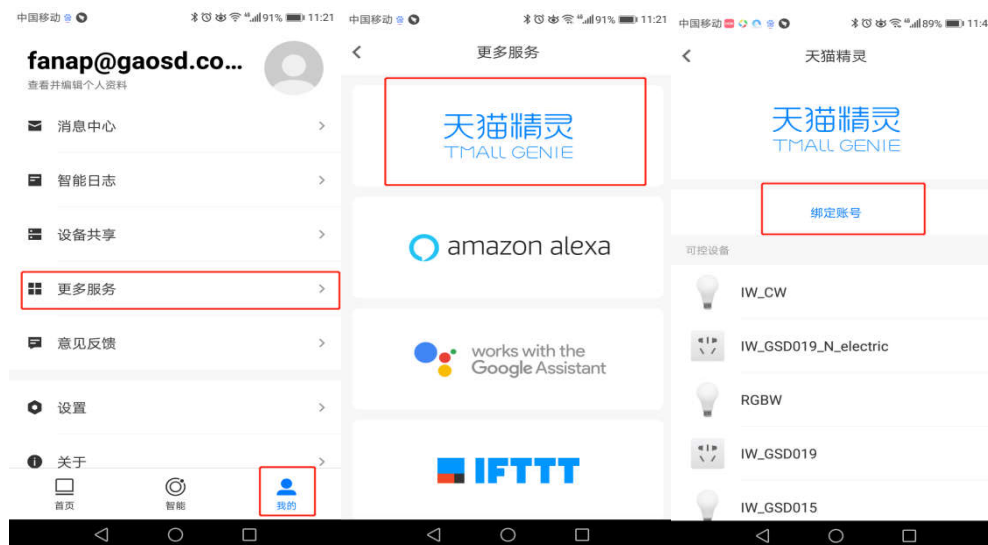 中国移动
91%
11:21
fanap@gaosd.co...
查看并编辑个人资料
消息中心
智能日志
设备共享
更多服务
意见反馈
设置
关于
首页
智能
我的
中国移动
91%
11:21
更多服务
天猫精灵
TMALL GENIE
amazon alexa
works with the
Google Assistant
IFTTT
中国移动
89%
11:4
天猫精灵
天猫精灵
TMALL GENIE
绑定账号
可控设备
IW_CW
IW_GSD019_N_electric
RGBW
IW_GSD019
IW_GSD015